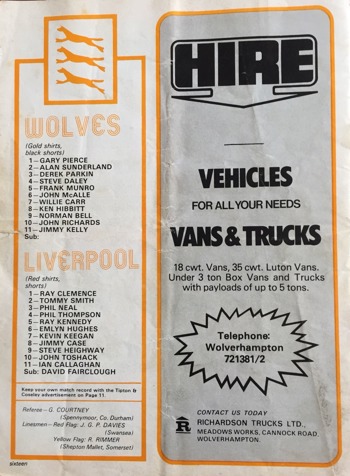 WOLVES
(Gold shirts,
black shorts)
1—GARY PIERCE
2—ALAN SUNDERLAND
3—DEREK PARKIN
4—STEVE DALEY
5—FRANK MUNRO
6—JOHN McALLE
7—WILLIE CARR
8—KEN HIBBITT
9—NORMAN BELL
10—JOHN RICHARDS
11—JIMMY KELLY
Sub:
LIVERPOOL
(Red shirts,
shorts)
1—RAY CLEMENCE
2—TOMMY SMITH
3—PHIL NEAL
4—PHIL THOMPSON
5—RAY KENNEDY
6—EMLYN HUGHES
7—KEVIN KEEGAN
8—JIMMY CASE
9—STEVE HEIGHWAY
10—JOHN TOSHACK
11—IAN CALLAGHAN
Sub: DAVID FAIRCLOUGH
Keep your own match record with the Tipton &
Coseley advertisement on Page 11.
Referee—G. COURTNEY
(Spennymoor, Co. Durham)
Linesmen—Red Flag: J. G. P. DAVIES
(Swansea)
Yellow Flag: R. RIMMER
(Shepton Mallet, Somerset)
sixteen
HIRE
VEHICLES
FOR ALL YOUR NEEDS
VANS & TRUCKS
18 cwt. Vans, 35 cwt. Luton Vans.
Under 3 ton Box Vans and Trucks
with payloads of up to 5 tons.
Telephone:
Wolverhampton
721381/2
CONTACT US TODAY
RICHARDSON TRUCKS LTD.,
MEADOWS WORKS, CANNOCK ROAD,
WOLVERHAMPTON.
R